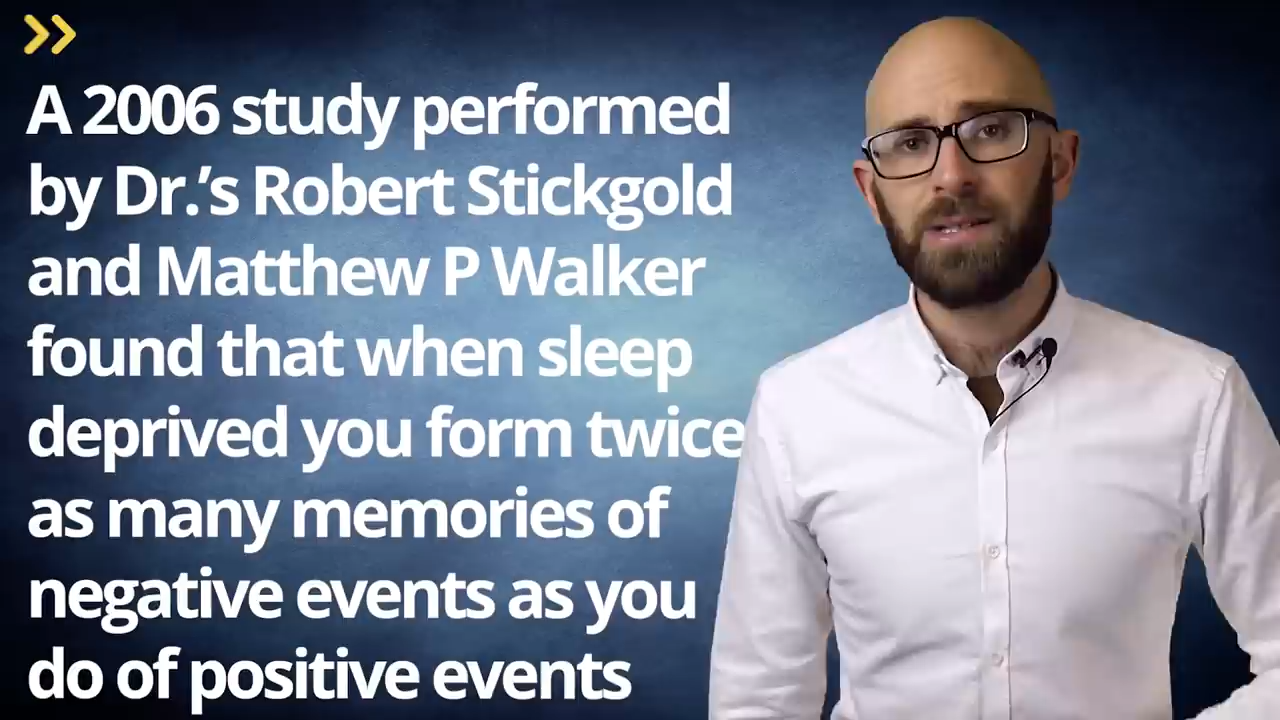 A 2006 study performed
by Dr.’s Robert Stickgold
and Matthew P Walker
found that when sleep
deprived you form twice
as many memories of
negative events as you
do of positive events